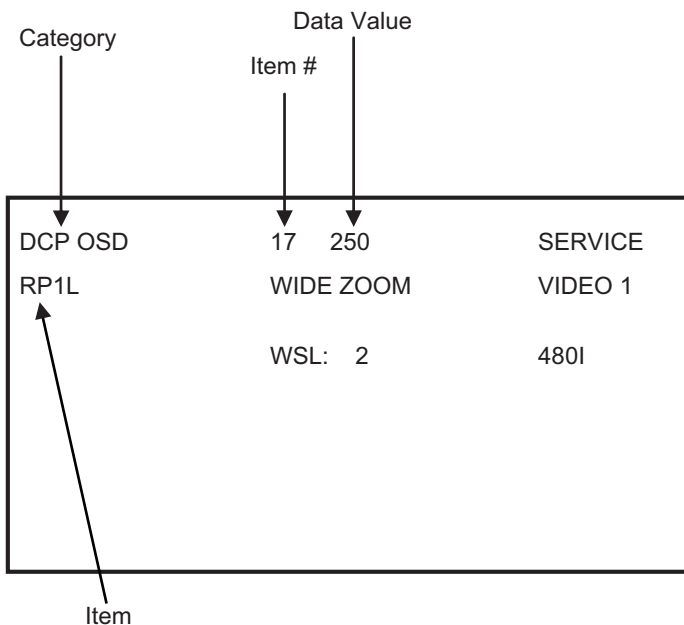 Data Value
Category
Item #
DCP OSD 17 250 SERVICE
RP1L WIDE ZOOM VIDEO 1
WSL: 2 480I
Item